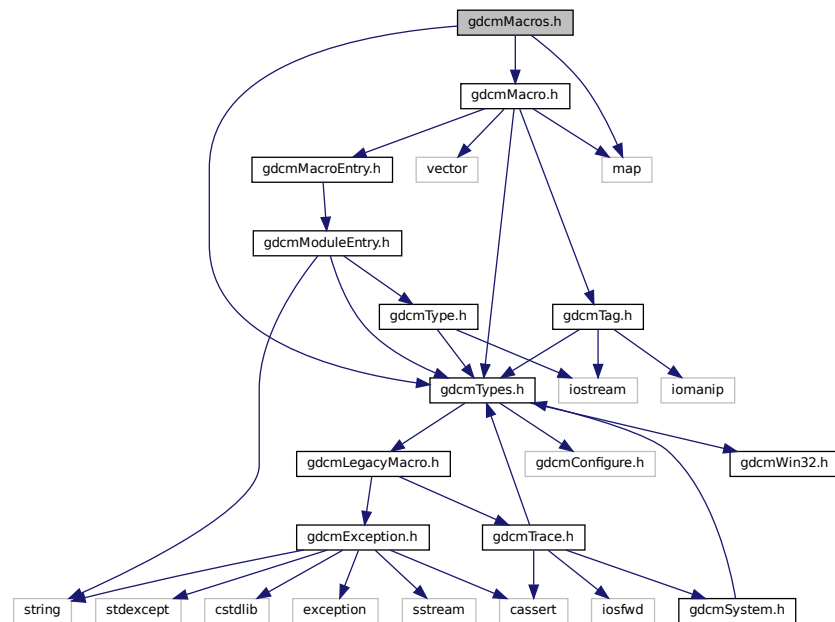 gdcmMacros.h
gdcmMacro.h
gdcmMacroEntry.h
vector
map
gdcmModuleEntry.h
gdcmType.h
gdcmTag.h
gdcmTypes.h
iostream
iomanip
gdcmLegacyMacro.h
gdcmConfigure.h
gdcmWin32.h
gdcmException.h
gdcmTrace.h
string
stdexcept
cstdlib
exception
sstream
cassert
iosfwd
gdcmSystem.h